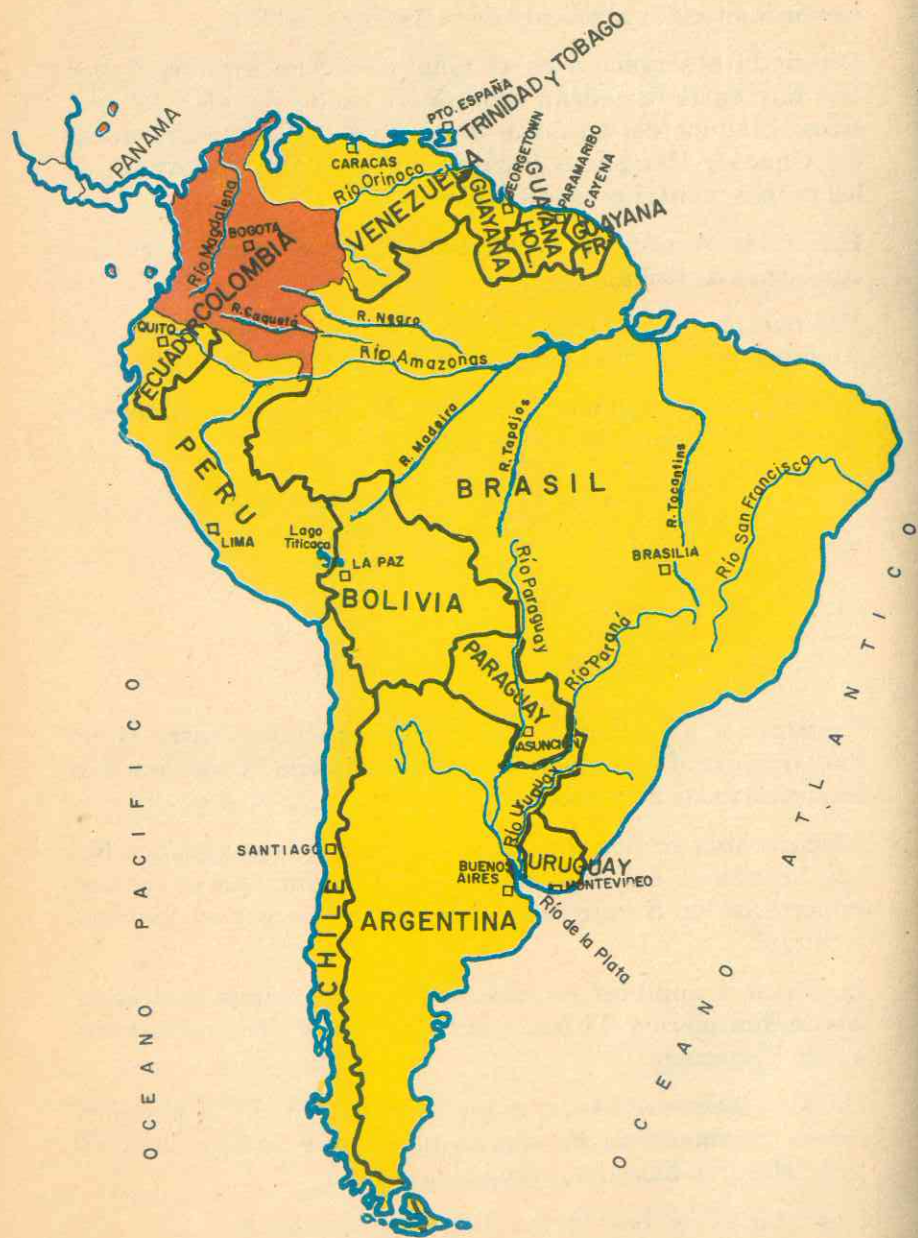 PANAMA
PTO. ESPAÑA
TRINIDAD Y TOBAGO
CARACAS
Río Orinoco
VENEZUELA
GUAYANA
GEORGETOWN
GUAYANA
HOL.
PARAMARIBO
CAYENA
GUAYANA
FR.
Río Magdalena
BOGOTA
COLOMBIA
R. Caquetá
R. Negro
Río Amazonas
QUITO
ECUADOR
PERU
LIMA
R. Madeira
R. Tapdjos
BRASIL
R. Tocantins
Río San Francisco
BRASILIA
Lago
Titicaca
LA PAZ
BOLIVIA
Río Paraguay
PARAGUAY
ASUNCION
Río Paraná
Río Uruguay
URUGUAY
MONTEVIDEO
SANTIAGO
CHILE
BUENOS
AIRES
ARGENTINA
Río de la Plata
OCEANO PACIFICO
OCEANO ATLANTICO